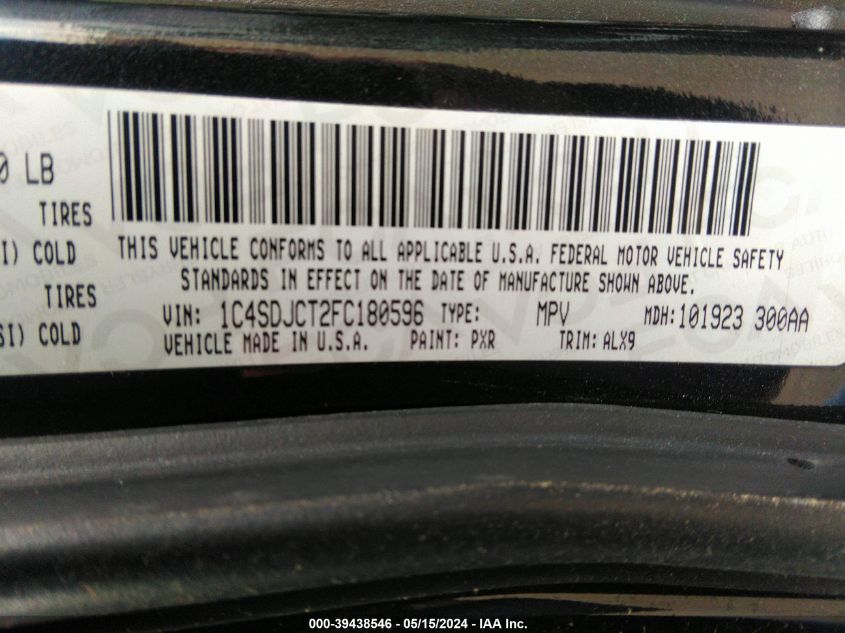 0 LB
TIRES
SI) COLD
TIRES
SI) COLD
THIS VEHICLE CONFORMS TO ALL APPLICABLE U.S.A. FEDERAL MOTOR VEHICLE SAFETY
STANDARDS IN EFFECT ON THE DATE OF MANUFACTURE SHOWN ABOVE.
VIN: 1C4SDJCT2FC180596 TYPE: MPV MDH: 101923 300AA
VEHICLE MADE IN U.S.A. PAINT: PXR TRIM: ALX9
000-39438546 - 05/15/2024 - IAA Inc.